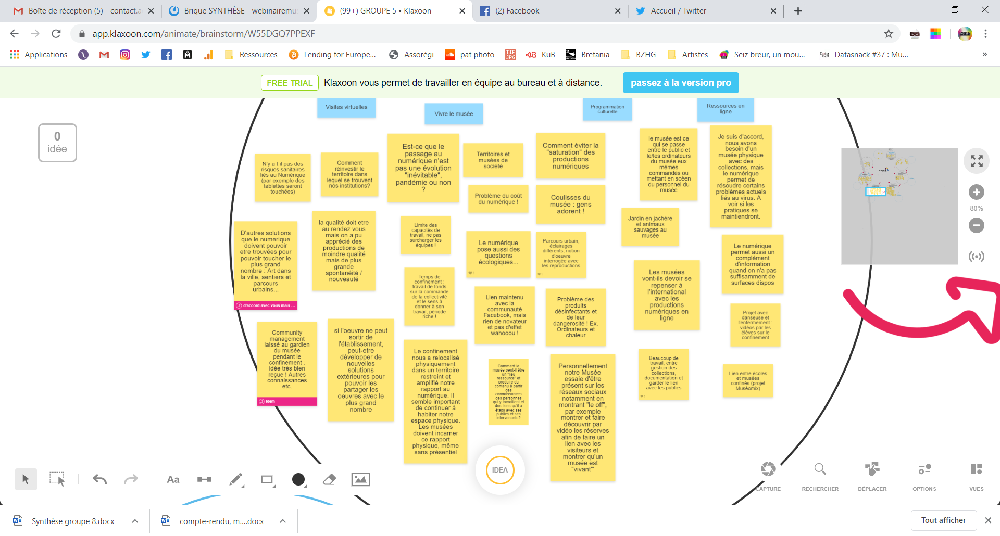 Boîte de réception (5) - contact.a
Brique SYNTHÈSE - webinairemu
(99+) GROUPE 5 • Klaxoon
(2) Facebook
Accueil / Twitter
app.klaxoon.com/animate/brainstorm/W55DGQ7PPEXF
Applications
Ressources
Lending for Europe...
Assorégi
pat photo
KuB
Bretania
BZHG
Artistes
Seiz breur, un mou...
Datasnack #37 : Mu...
FREE TRIAL
Klaxoon vous permet de travailler en équipe au bureau et à distance.
passez à la version pro
0
idée
Visites virtuelles
Vivre le musée
Programmation
culturelle
Ressources en
ligne
N'y a t il pas des
risques sanitaires
liés au Numérique
(par exemple des
tablettes seront
touchées)
Comment
réinvestir le
territoire dans
lequel se trouvent
nos institutions?
Est-ce que le
passage au
numérique n'est
pas une évolution
"inévitable",
pandémie ou non
?
Territoires et
musées de
société
Comment éviter la
"saturation" des
productions
numériques
le musée est ce
qui se passe
entre le public et
le/les ordinateurs
du musée eux
mêmes
commandés ou
mettant en scèen
du personnel du
musée
Je suis d'accord,
nous avons
besoin d'un
musée physique
avec des
collections, mais
le numérique
permet de
résoudre certains
problèmes actuels
liés au virus. A
voir si les
pratiques se
maintiendront.
Problème du coût
du numérique !
Coulisses du
musée : gens
adorent !
D'autres solutions
que le numerique
doivent pouvoir
etre trouvées pour
pouvoir toucher le
plus grand
nombre : Art dans
la ville, sentiers et
parcours
urbains...
d'accord avec vous mais ...
la qualité doit etre
au rendez vous
mais on a pu
apprécié des
productions de
moindre qualité
mais de plus
grande
spontanéité /
nouveauté
Limite des
capacités de
travail, ne pas
surcharger les
équipes !
Le numérique
pose aussi des
questions
écologiques...
1
Parcours urbain,
éclairages
différents, notion
d'oeuvre
interrogée avec
les reproductions
1
Jardin en jachère
et animaux
sauvages au
musée
Le numérique
permet aussi un
complément
d'information
quand on n'a pas
suffisamment de
surfaces dispos
Temps de
confinement :
travail de fonds
sur la commande
de la collectivité
et le sens à
donner à son
travail, période
riche !
Lien maintenu
avec la
communauté
Facebook, mais
rien de novateur
et pas d'effet
wahooou !
Problème des
produits
désinfectants et
de leur
dangerosité ! Ex.
Ordinateurs et
chaleur
Les musées
vont-ils devoir se
repenser à
l'international
avec les
productions
numériques en
ligne
Projet avec
danseuse et
l'enfermement :
vidéos par les
élèves sur le
confinement
Community
management
laissé au gardien
du musée
pendant le
confinement :
idée très bien
reçue ! Autres
connaissances
etc.
Idem
si l'oeuvre ne peut
sortir de
l'établissement,
peut-etre
développer de
nouvelles
solutions
extérieures pour
pouvoir les
partager les
oeuvres avec le
plus grand
nombre
Le confinement
nous a relocalisé
physiquement
dans un territoire
restreint et
amplifié notre
rapport au
numérique. Il
semble important
de continuer à
habiter notre
espace physique.
Les musées
doivent incarner
ce rapport
physique, même
sans présentiel
Comment le
musée peut-il être
un "lieu
ressource" et
produire du
contenu à partir
des
connaissances
des personnes
qui y travaillent et
des liens qu'il a
établi avec ses
publics et ses
intervenants?
Personnellement
notre Musée
essaie d'être
présent sur les
réseaux sociaux
notamment en
montrant "le off",
par exemple
montrer et faire
découvrir par
vidéo les réserves
afin de faire un
lien avec les
visiteurs et
montrer qu'un
musée est
"vivant'"
Beaucoup de
travail, entre
gestion des
collections,
documentation et
garder le lien
avec les publics
1
Lien entre écoles
et musées
confinés (projet
Muséomix)
80%
Aa
IDEA
CAPTURE
RECHERCHER
DÉPLACER
OPTIONS
VUES
Synthèse groupe 8.docx
compte-rendu, m....docx
Tout afficher